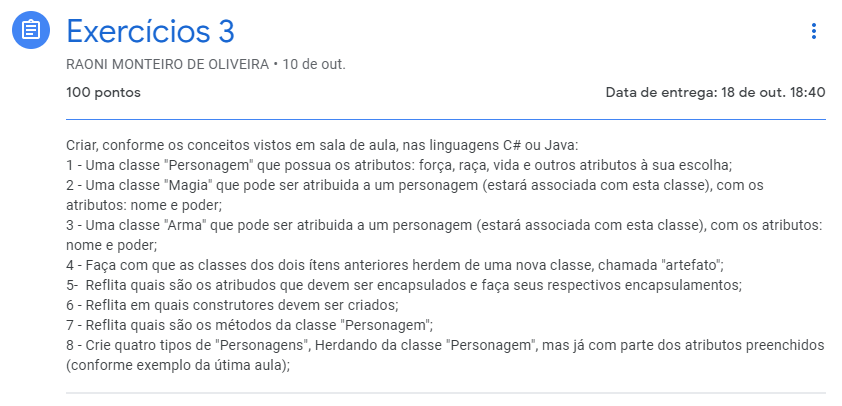 Exercícios 3
RAONI MONTEIRO DE OLIVEIRA • 10 de out.
100 pontos
Data de entrega: 18 de out. 18:40
Criar, conforme os conceitos vistos em sala de aula, nas linguagens C# ou Java:
1 - Uma classe "Personagem" que possua os atributos: força, raça, vida e outros atributos à sua escolha;
2 - Uma classe "Magia" que pode ser atribuida a um personagem (estará associada com esta classe), com os
atributos: nome e poder;
3 - Uma classe "Arma" que pode ser atribuida a um personagem (estará associada com esta classe), com os atributos:
nome e poder;
4 - Faça com que as classes dos dois ítens anteriores herdem de uma nova classe, chamada "artefato";
5-  Reflita quais são os atribudos que devem ser encapsulados e faça seus respectivos encapsulamentos;
6 - Reflita em quais construtores devem ser criados;
7 - Reflita quais são os métodos da classe "Personagem";
8 - Crie quatro tipos de "Personagens", Herdando da classe "Personagem", mas já com parte dos atributos preenchidos
(conforme exemplo da útima aula);